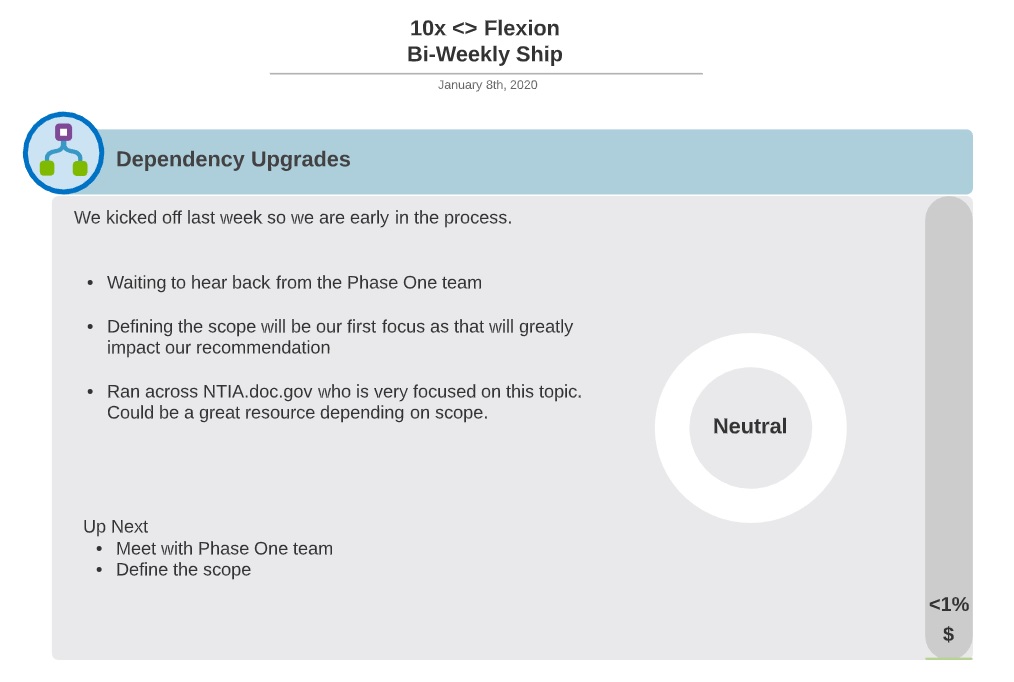 10x <> Flexion
Bi-Weekly Ship
January 8th, 2020
Dependency Upgrades
We kicked off last week so we are early in the process.
• Waiting to hear back from the Phase One team
• Defining the scope will be our first focus as that will greatly
impact our recommendation
• Ran across NTIA.doc.gov who is very focused on this topic.
Could be a great resource depending on scope.
Neutral
Up Next
• Meet with Phase One team
• Define the scope
<1%
$